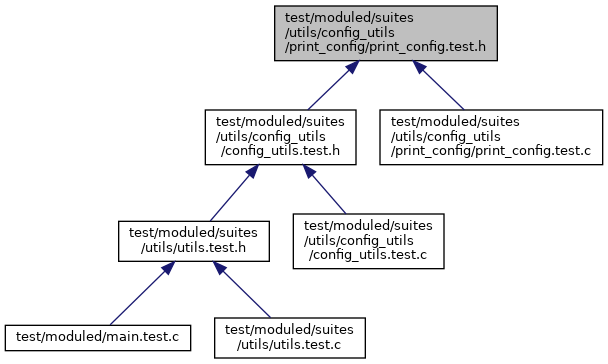 test/moduled/suites
/utils/config_utils
/print_config/print_config.test.h
test/moduled/suites
/utils/config_utils
/config_utils.test.h
test/moduled/suites
/utils/config_utils
/print_config/print_config.test.c
test/moduled/suites
/utils/utils.test.h
test/moduled/suites
/utils/config_utils
/config_utils.test.c
test/moduled/main.test.c
test/moduled/suites
/utils/utils.test.c